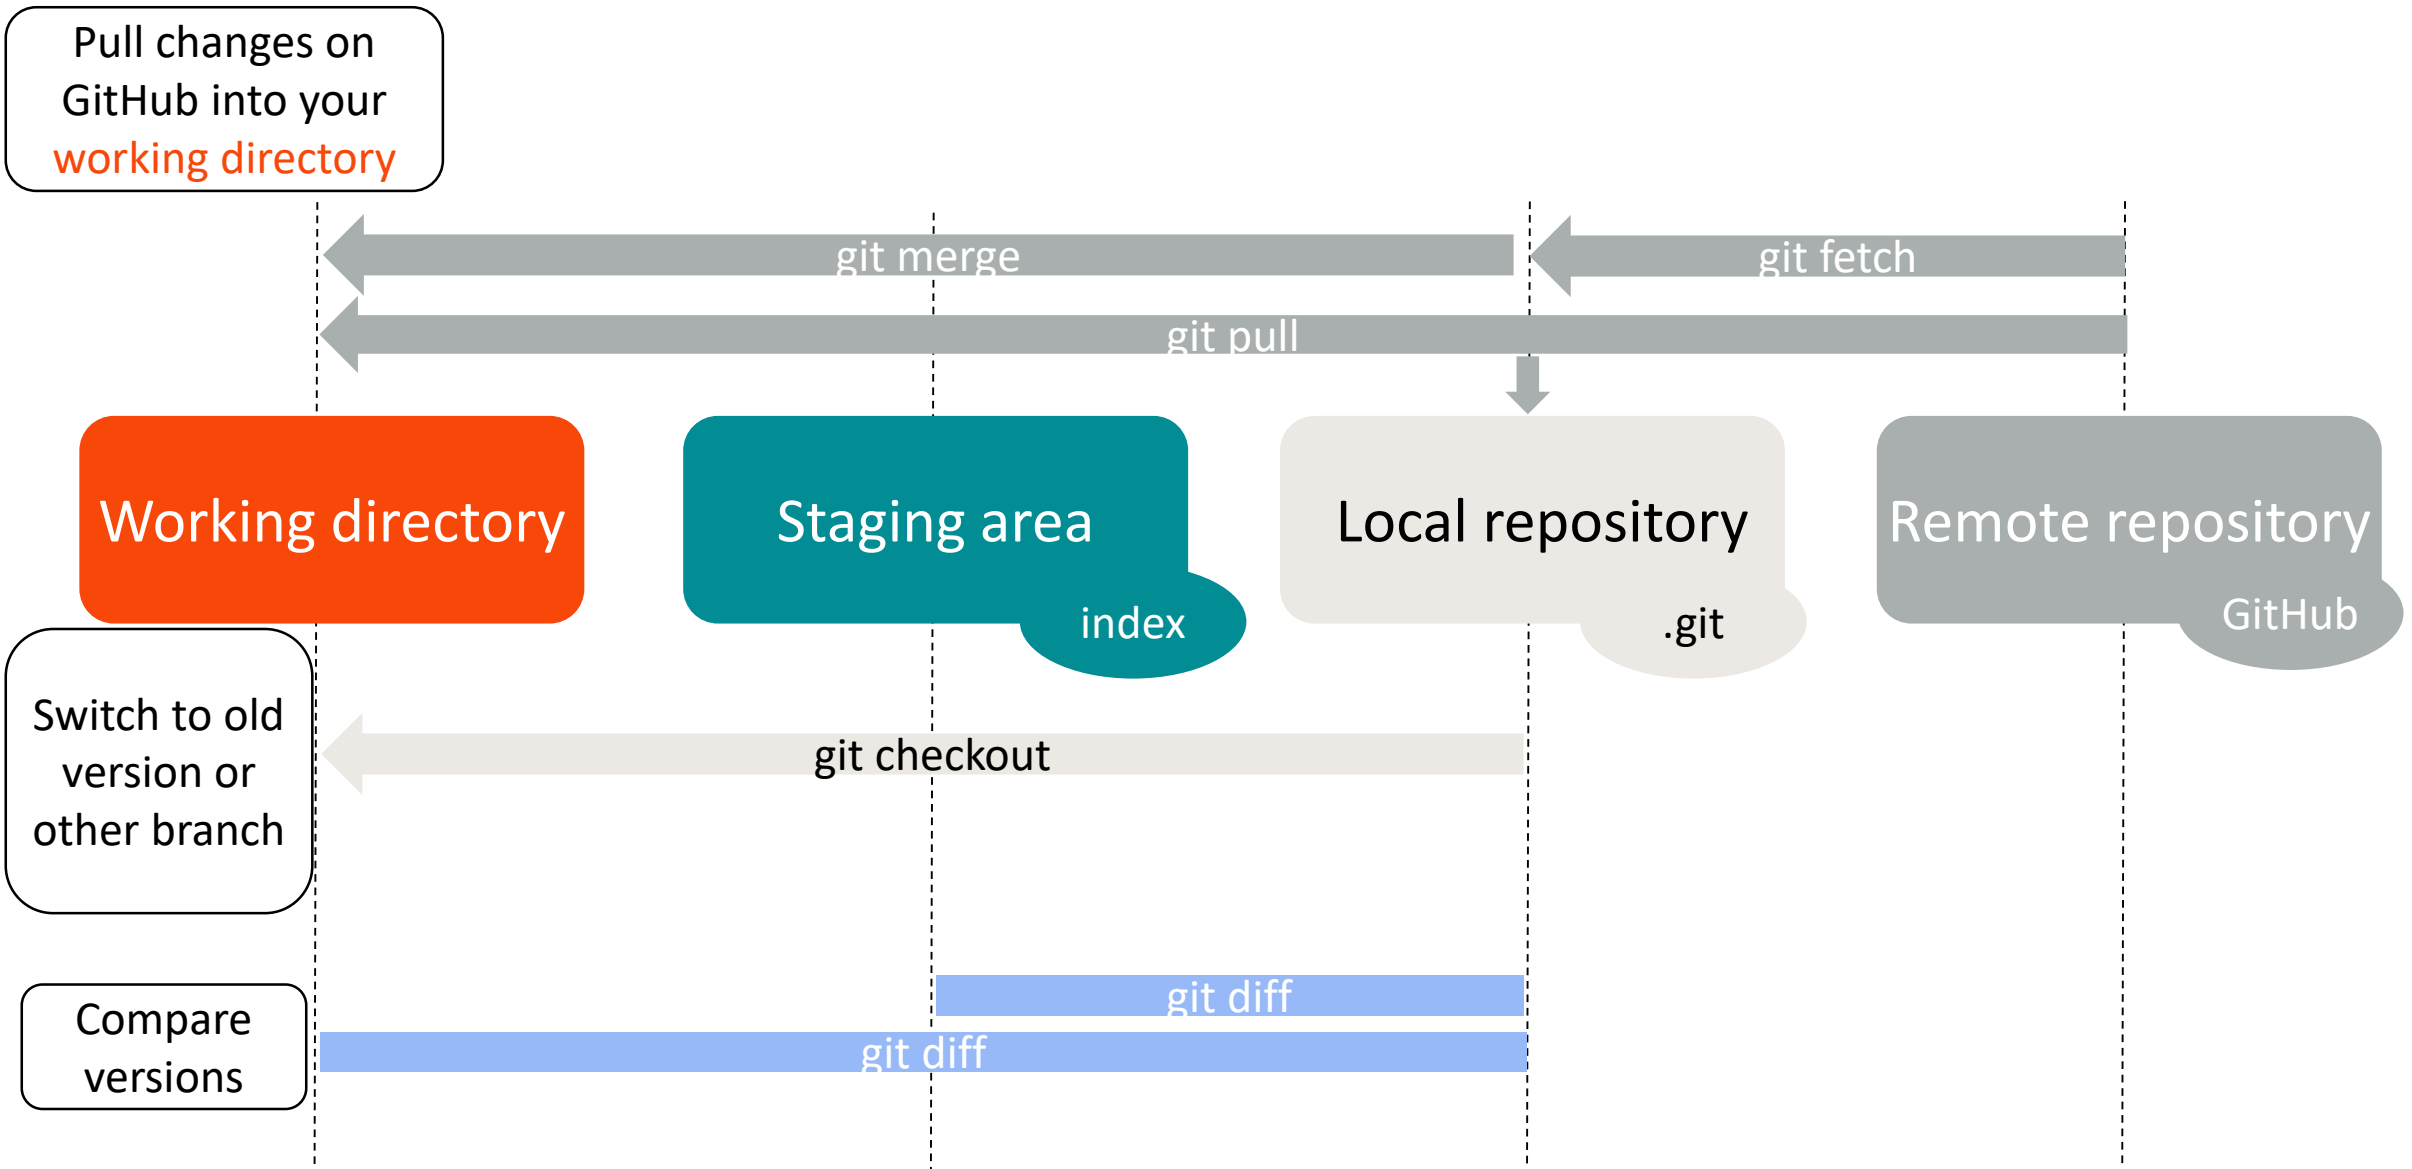 Pull changes on
GitHub into your
working directory
git merge
git fetch
git pull
Working directory
Staging area
Local repository
Remote repository
index
.git
GitHub
Switch to old
version or
other branch
git checkout
git diff
git diff
Compare
versions